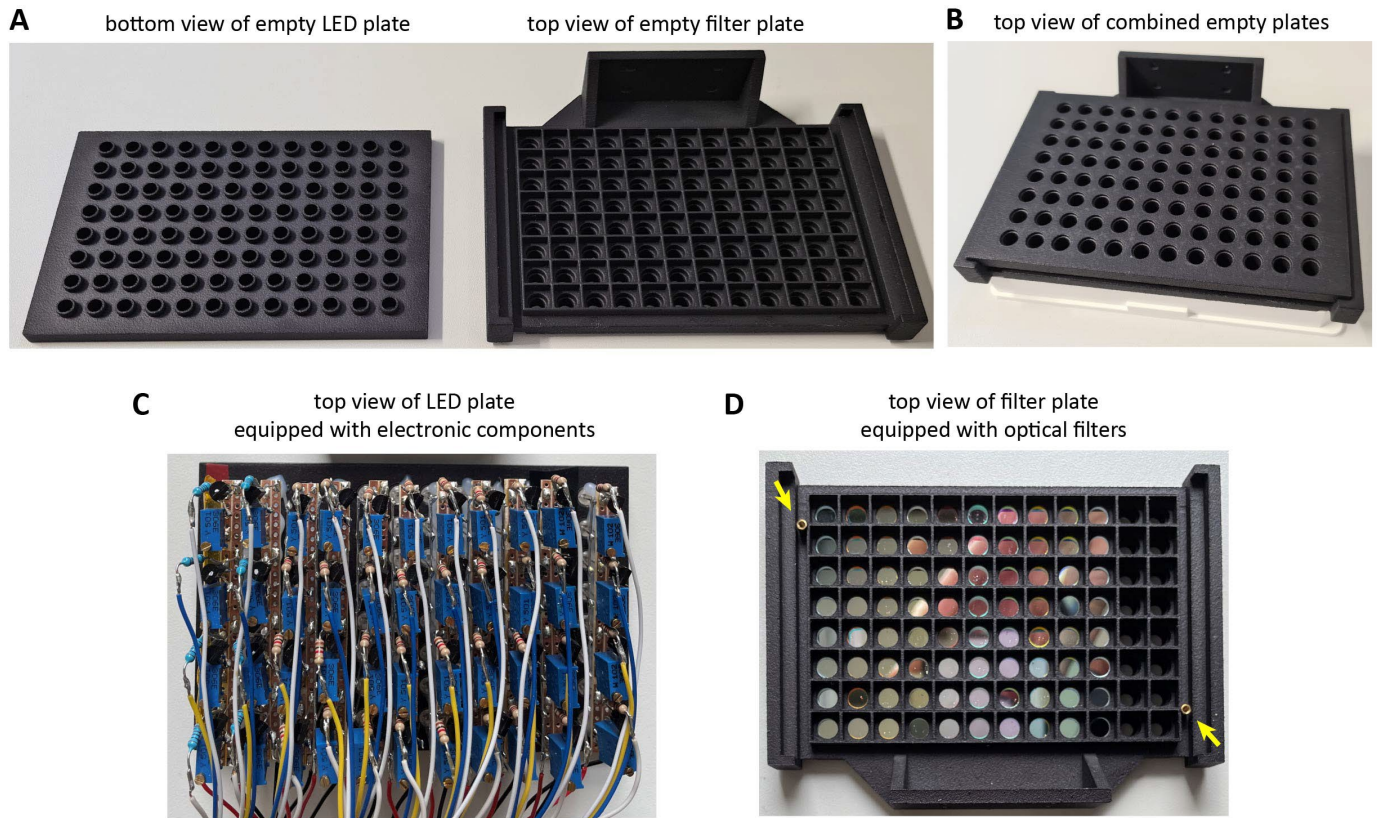 A
bottom view of empty LED plate
top view of empty filter plate
B
top view of combined empty plates
C
top view of LED plate
equipped with electronic components
D
top view of filter plate
equipped with optical filters